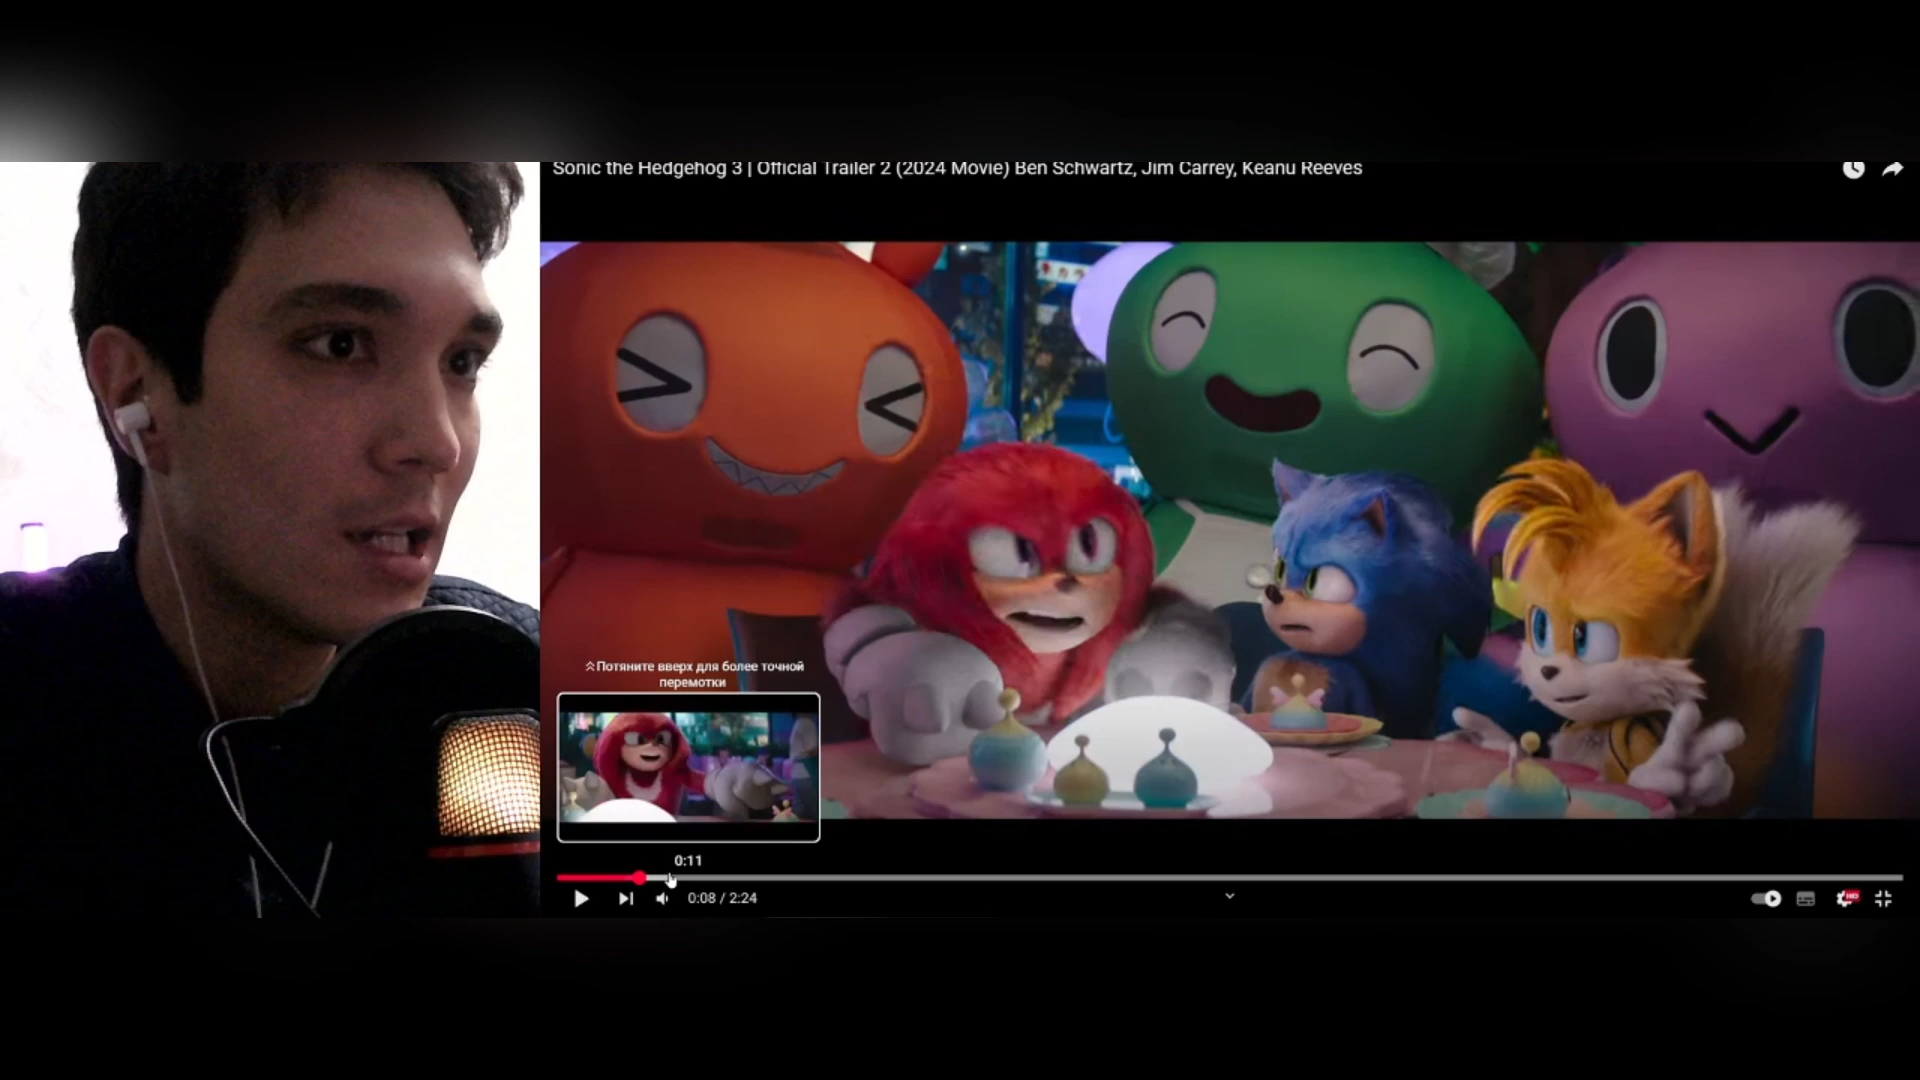 Sonic the Hedgehog 3 | Official Trailer 2 (2024 Movie) Ben Schwartz, Jim Carrey, Keanu Reeves
Потяните вверх для более точной
перемотки
0:11
0:08 / 2:24
HD